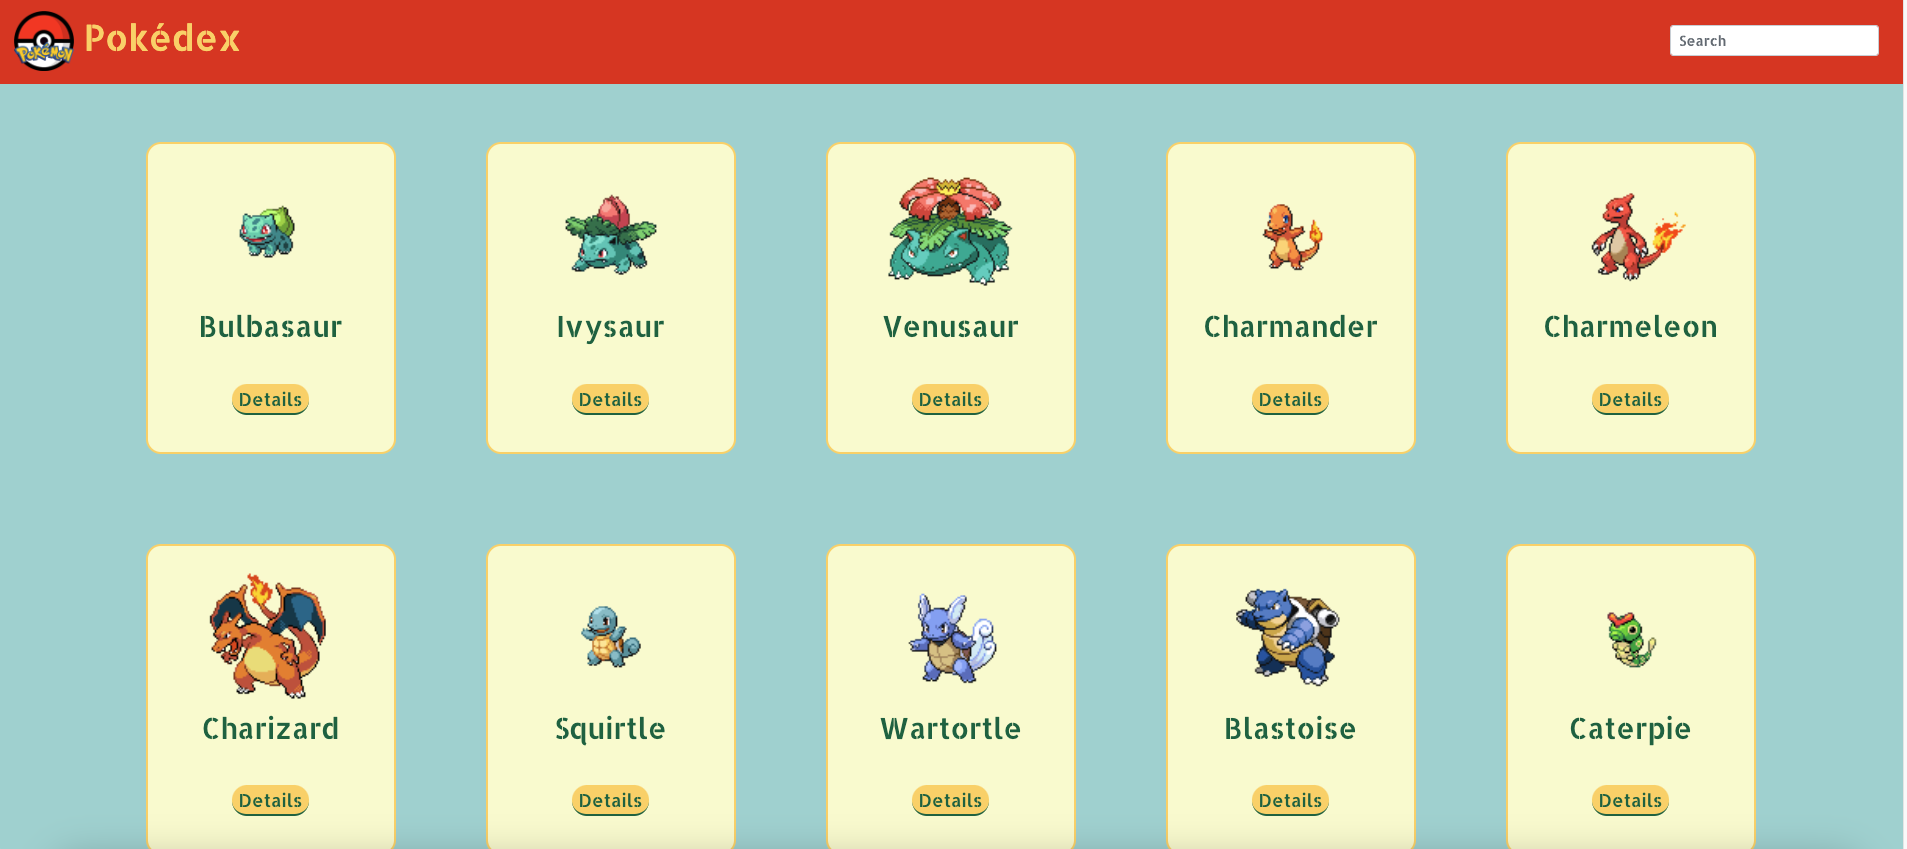 Pokémon
Pokédex
Search
Bulbasaur
Ivysaur
Venusaur
Charmander
Charmeleon
Details
Details
Details
Details
Details
Charizard
Squirtle
Wartortle
Blastoise
Caterpie
Details
Details
Details
Details
Details